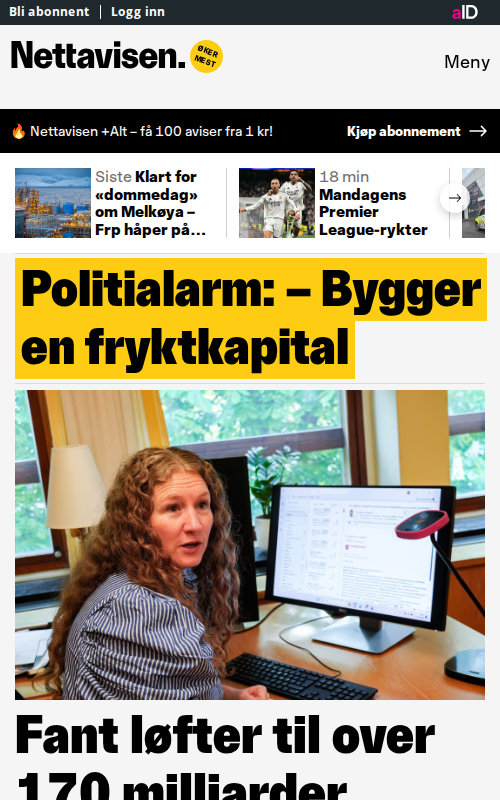 Bli abonnent
Logg inn
aID
Nettavisen.
ØKER
MEST
Meny
🔥 Nettavisen +Alt – få 100 aviser fra 1 kr!
Kjøp abonnement
Siste Klart for
«dommedag»
om Melkøya –
Frp håper på...
18 min
Mandagens
Premier
League-rykter
Politialarm: – Bygger
en fryktkapital
Fant løfter til over
170 milliarder